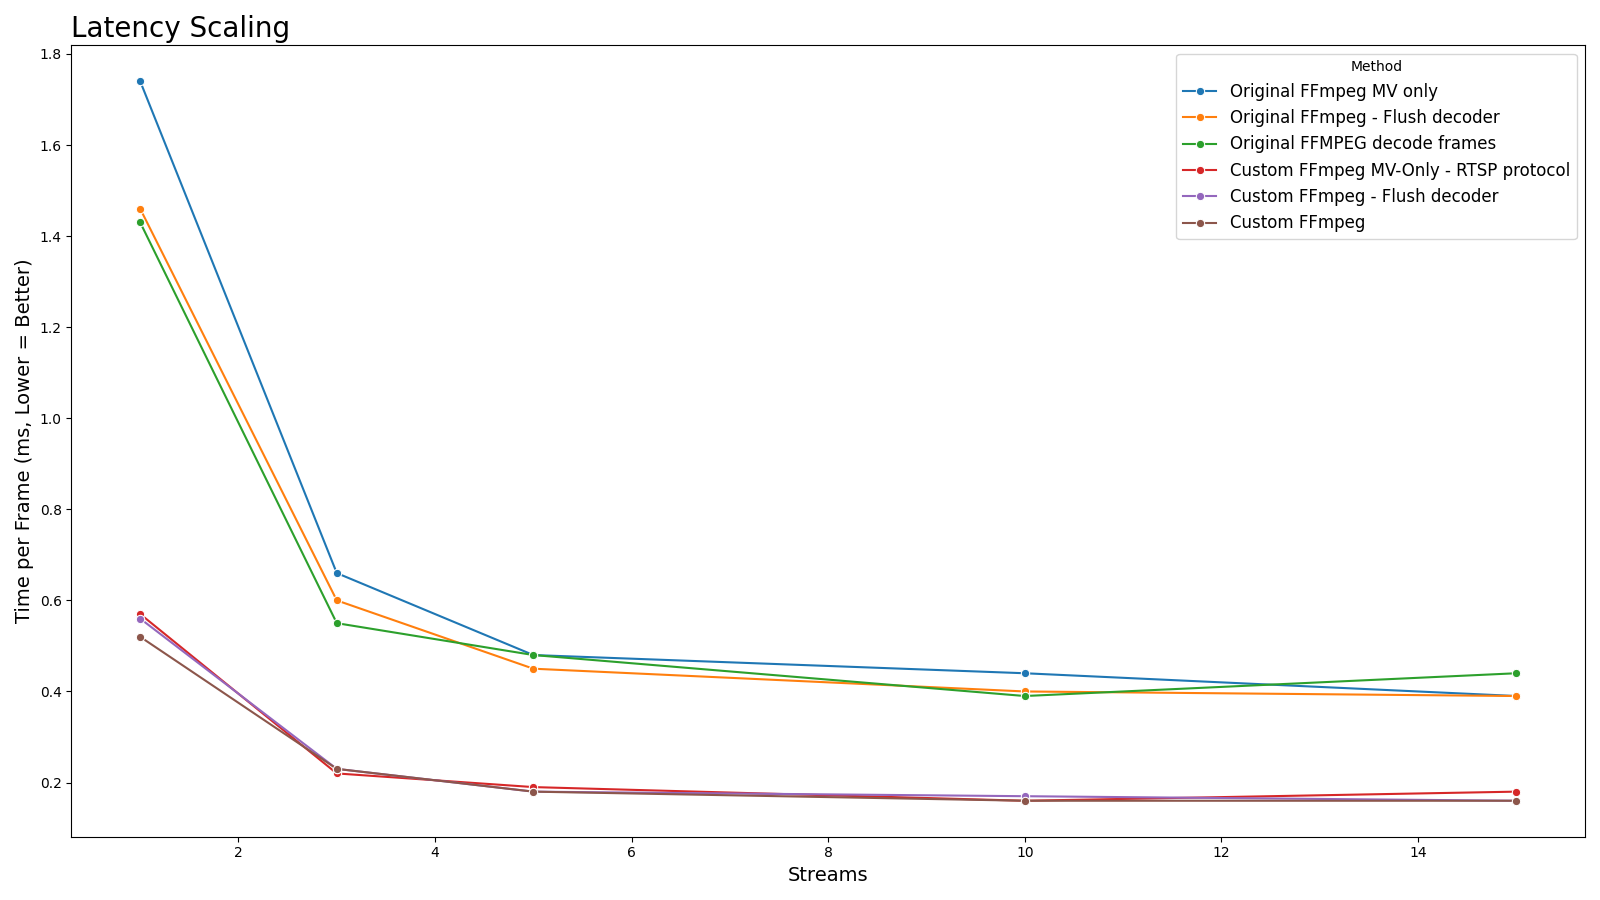 Latency Scaling
Time per Frame (ms, Lower = Better)
1.8
1.6
1.4
1.2
1.0
0.8
0.6
0.4
0.2
Method
Original FFmpeg MV only
Original FFmpeg - Flush decoder
Original FFMPEG decode frames
Custom FFmpeg MV-Only - RTSP protocol
Custom FFmpeg - Flush decoder
Custom FFmpeg
2 4 6 8 10 12 14
Streams